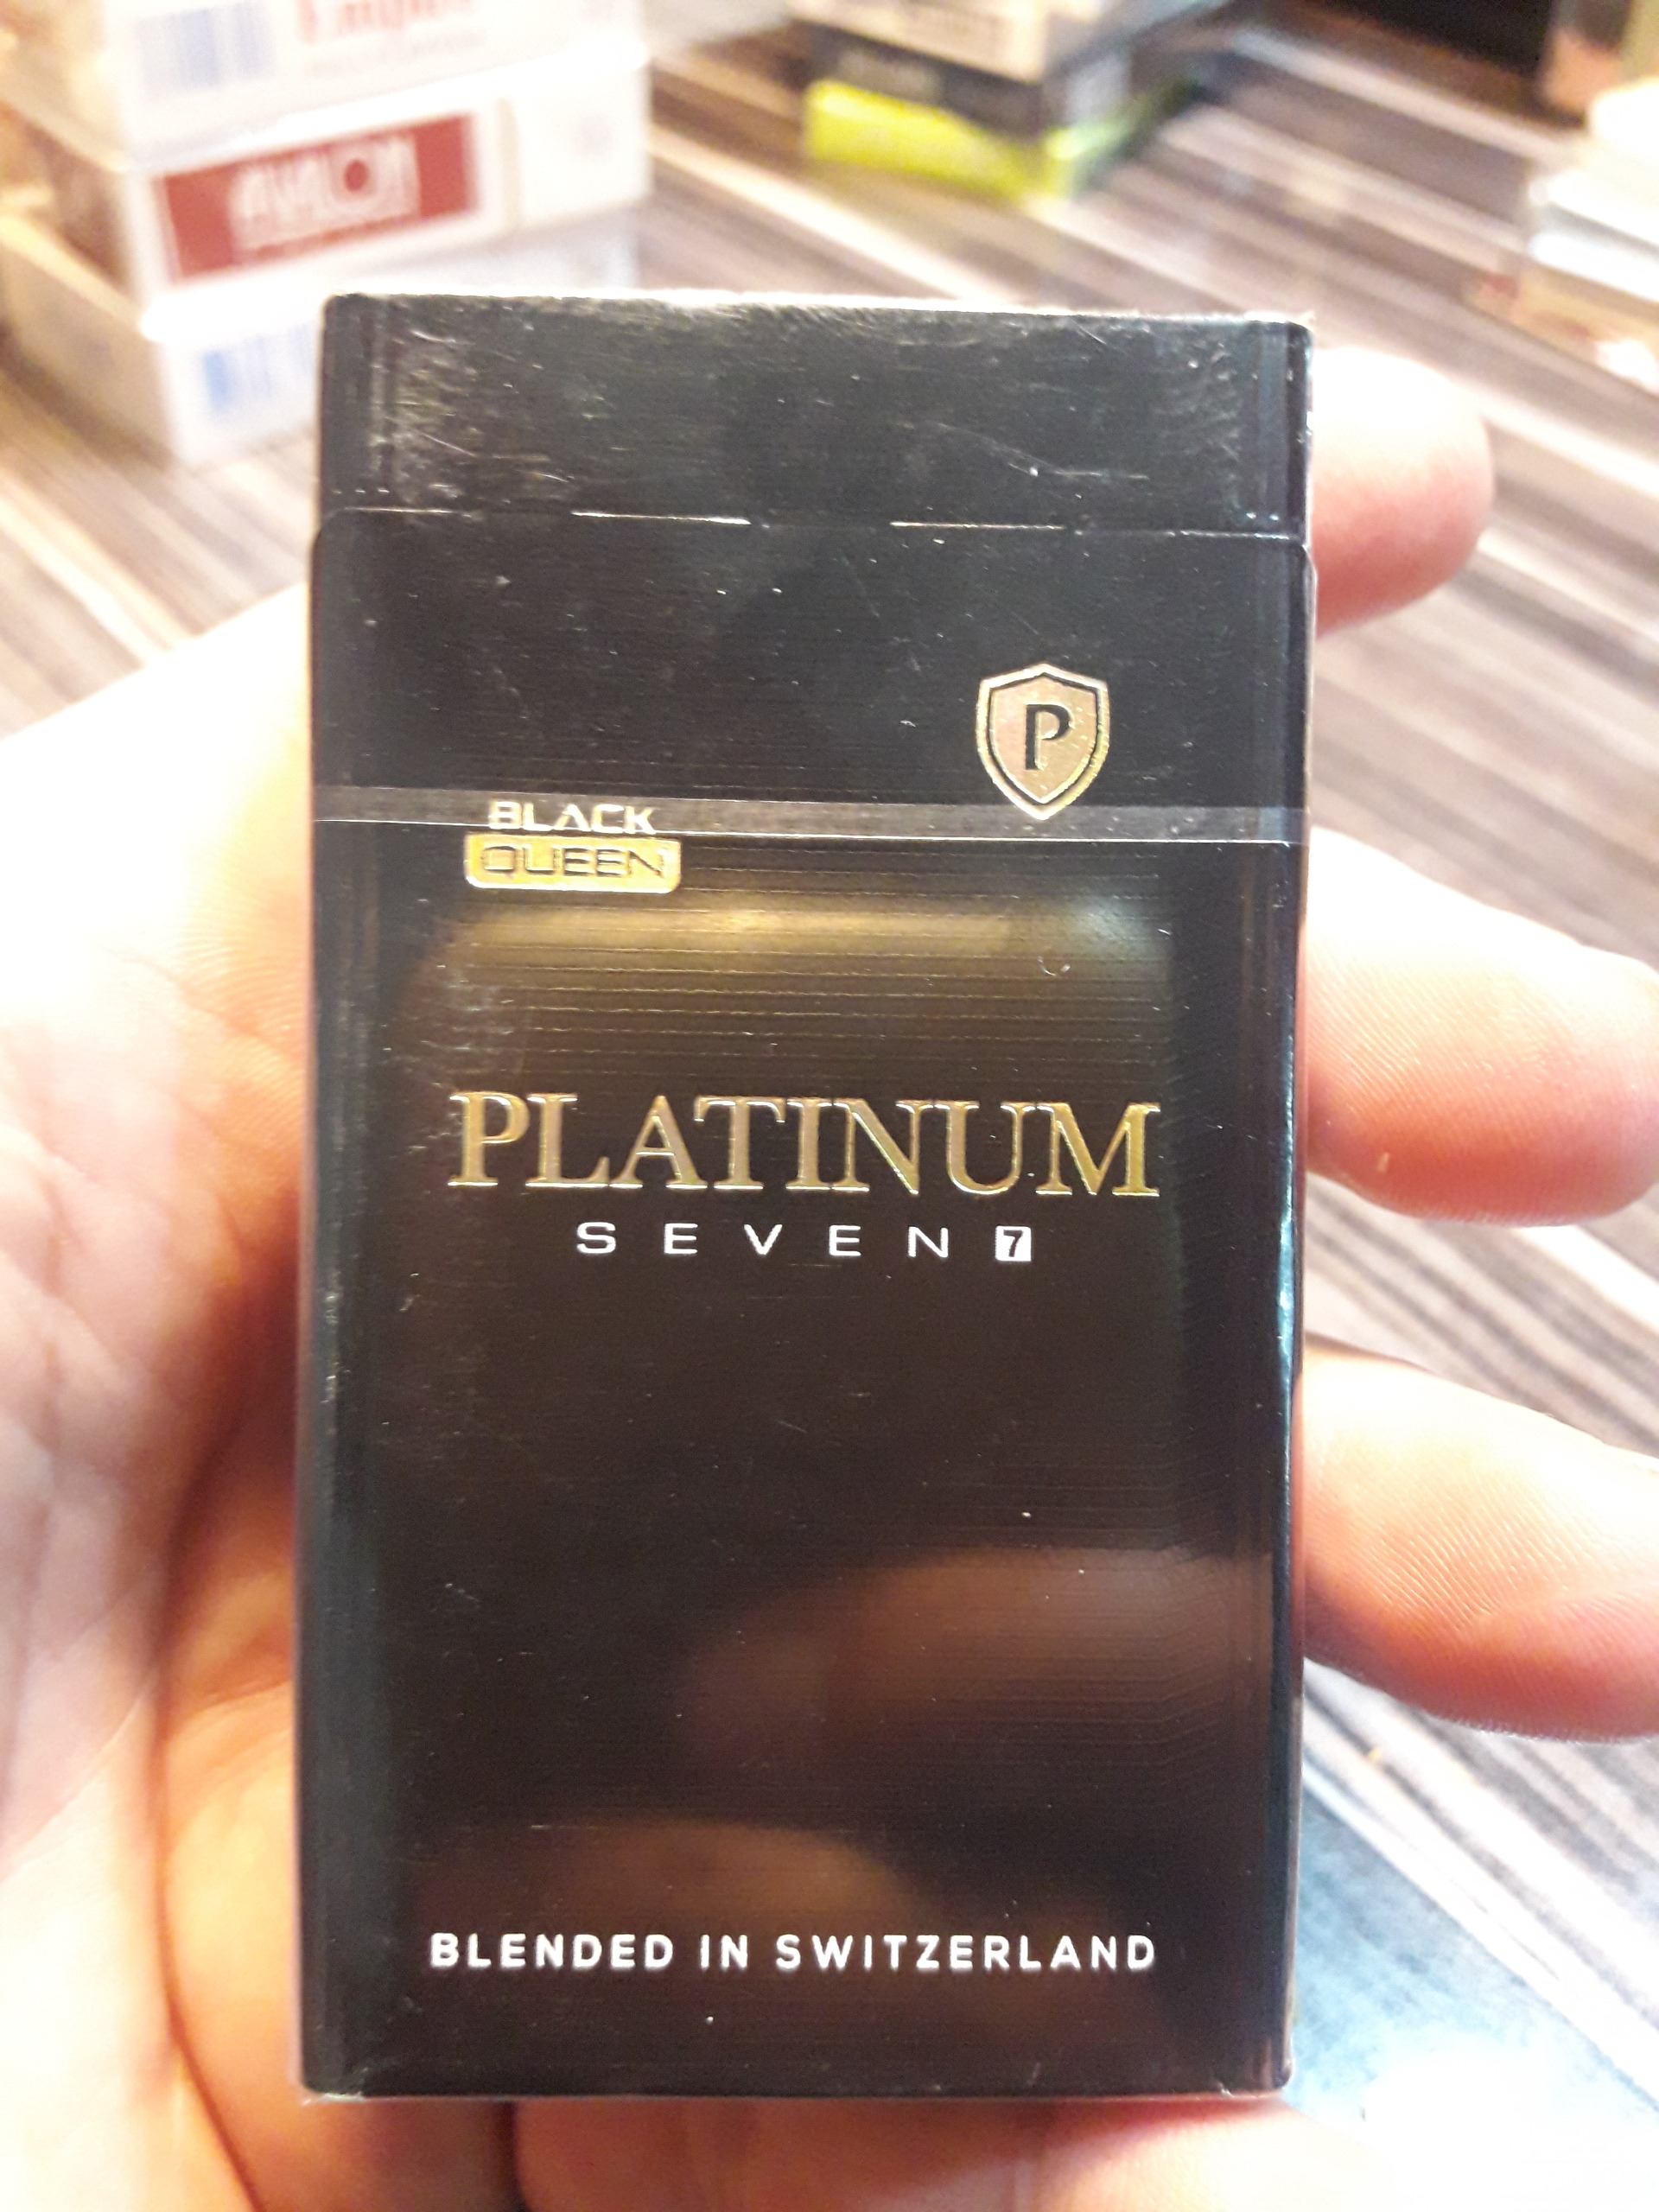 AVALON
P
BLACK
QUEEN
PLATINUM
SEVEN 7
BLENDED IN SWITZERLAND